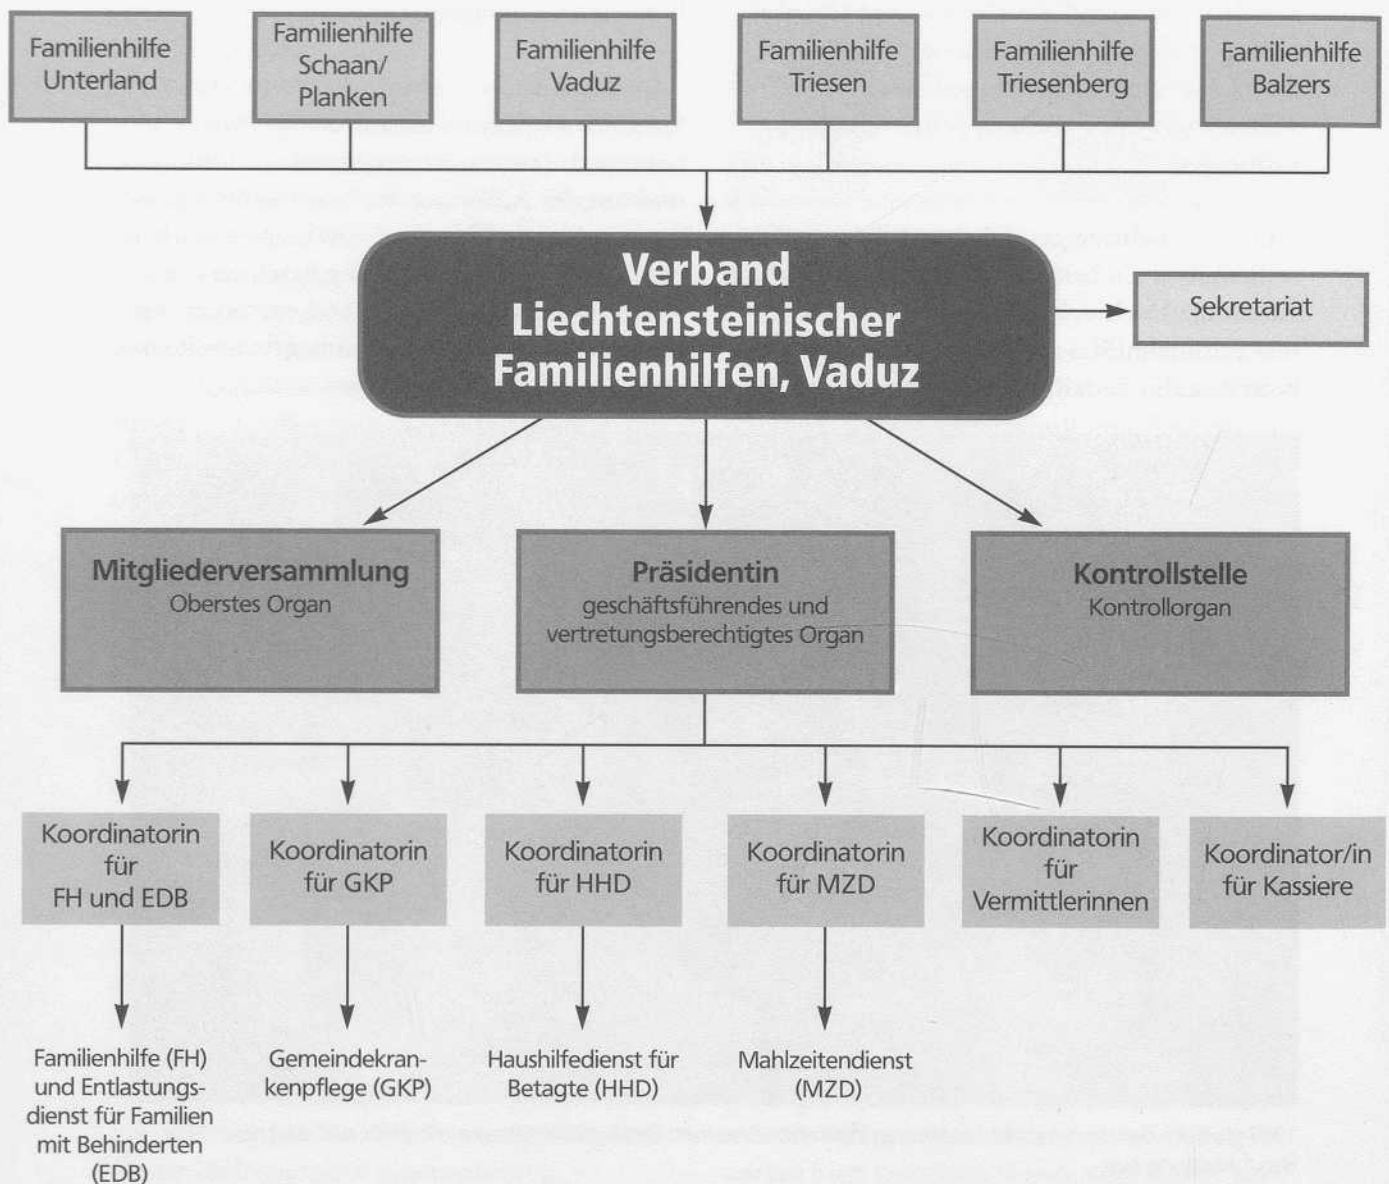 Familienhilfe
Unterland
Familienhilfe
Schaan/
Planken
Familienhilfe
Vaduz
Familienhilfe
Triesen
Familienhilfe
Triesenberg
Familienhilfe
Balzers
Verband
Liechtensteinischer
Familienhilfen, Vaduz
Sekretariat
Mitgliederversammlung
Oberstes Organ
Präsidentin
geschäftsführendes und
vertretungsberechtigtes Organ
Kontrollstelle
Kontrollorgan
Koordinatorin
für
FH und EDB
Koordinatorin
für GKP
Koordinatorin
für HHD
Koordinatorin
für MZD
Koordinatorin
für
Vermittlerinnen
Koordinator/in
für Kassiere
Familienhilfe (FH)
und Entlastungs-
dienst für Familien
mit Behinderten
(EDB)
Gemeindekran-
kenpflege (GKP)
Haushilfedienst für
Betagte (HHD)
Mahlzeitendienst
(MZD)